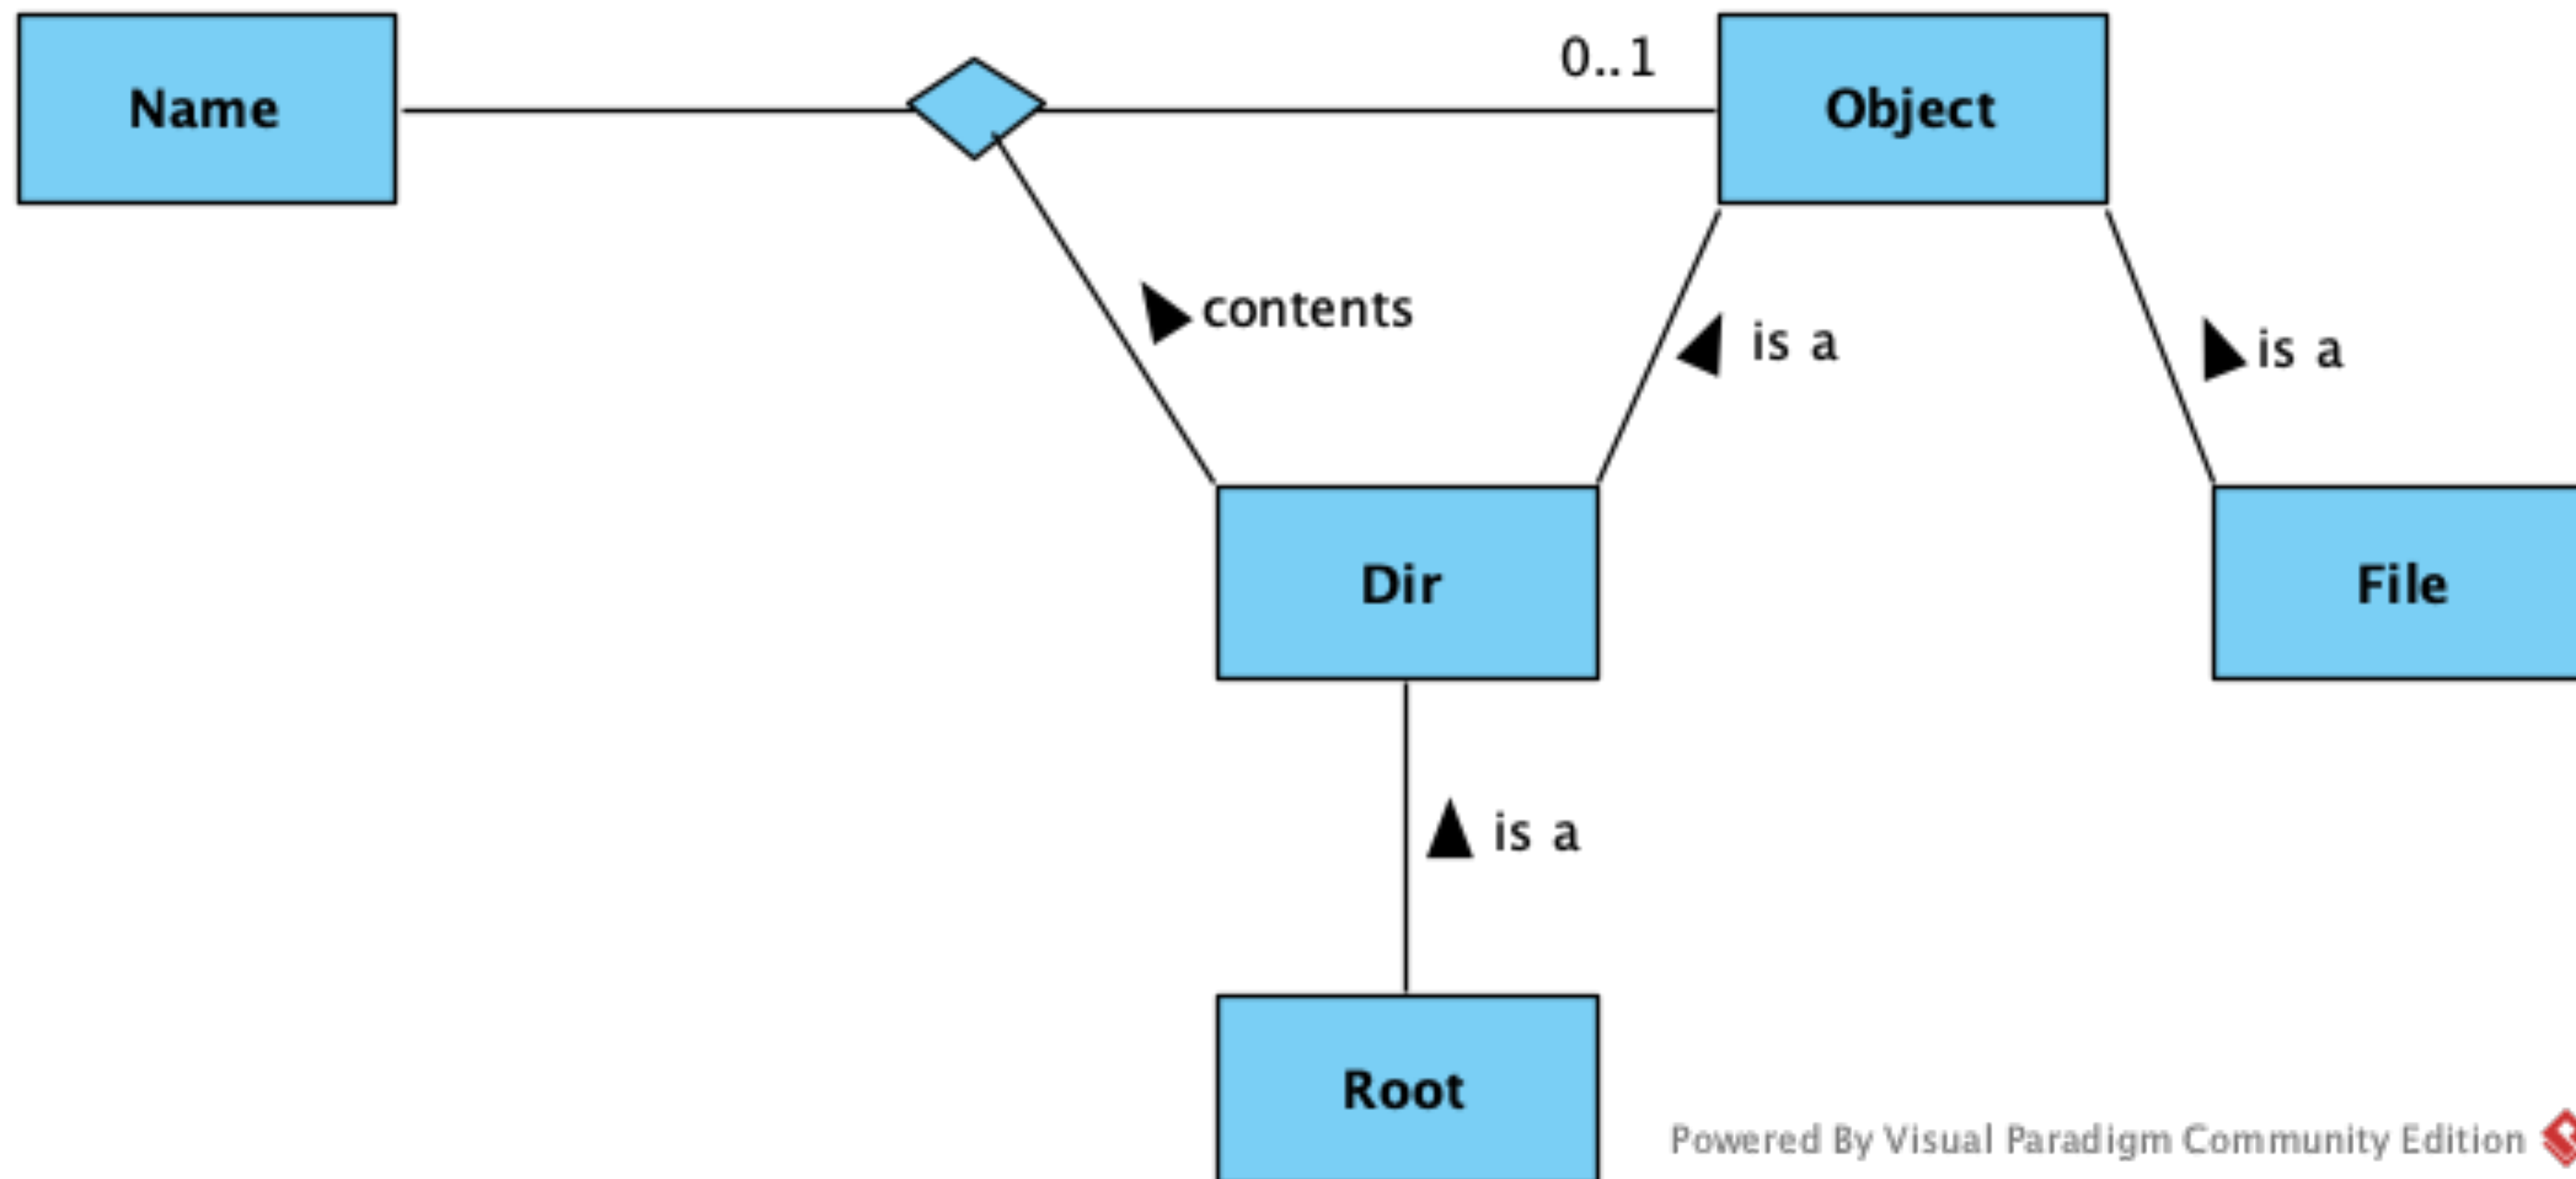 0..1
Name
Object
contents
is a
is a
Dir
File
is a
Root
Powered By Visual Paradigm Community Edition